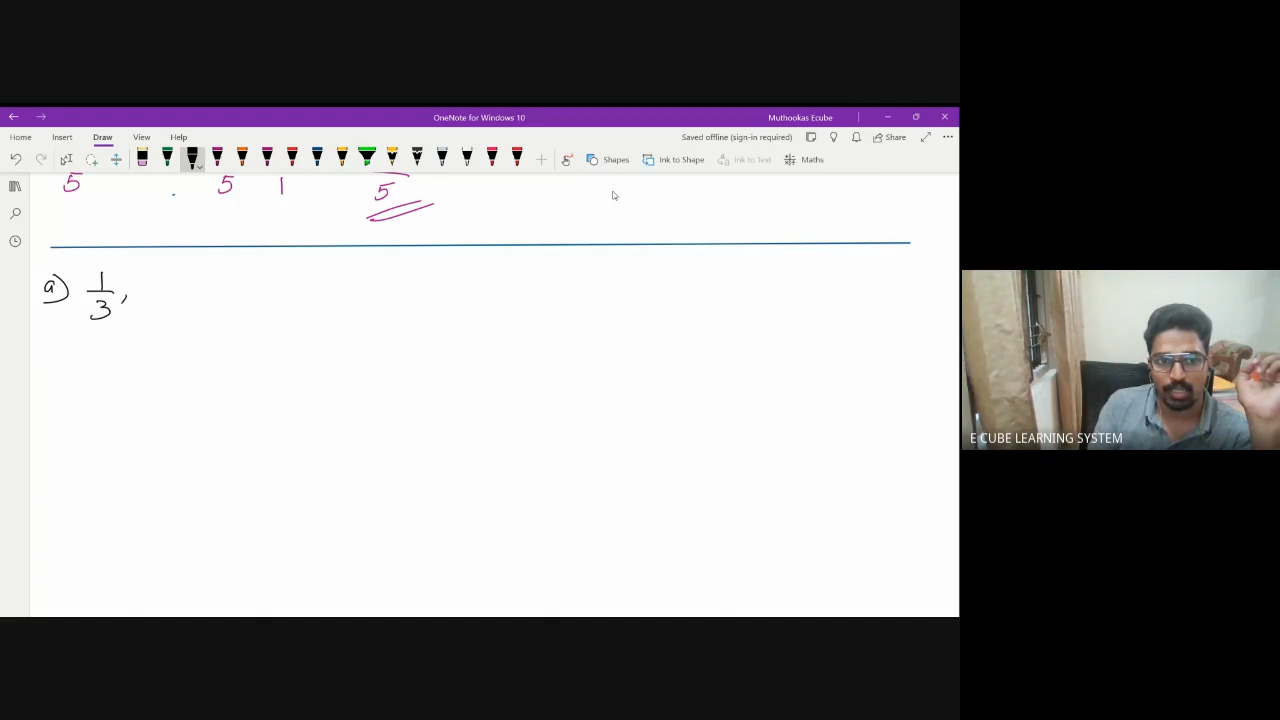 OneNote for Windows 10
Muthookas Ecube
Home Insert Draw View Help
Saved offline (sign-in required) Share
Shapes Ink to Shape Ink to Text Maths
5 . 5 1 5
a) 1/3,
E CUBE LEARNING SYSTEM